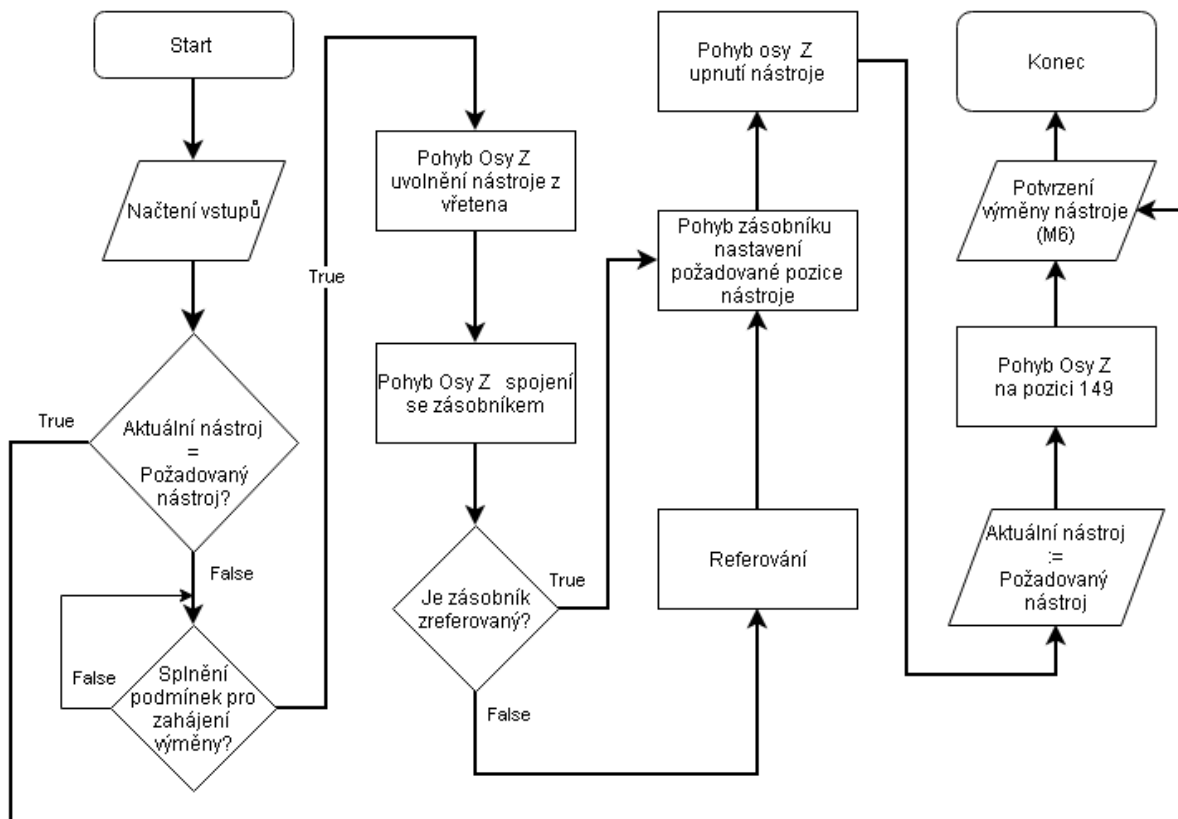 Start
Načtení vstupů
True
Aktuální nástroj
=
Požadovaný
nástroj?
False
False
Splnění
podmínek pro
zahájení
výměny?
True
Pohyb Osy Z
uvolnění nástroje z
vřetena
Pohyb Osy Z spojení
se zásobníkem
Je zásobník
zreferovaný?
True
False
Referování
Pohyb zásobníku
nastavení
požadované pozice
nástroje
Pohyb osy Z
upnutí nástroje
Aktuální nástroj
:=
Požadovaný
nástroj
Pohyb Osy Z
na pozici 149
Potvrzení
výměny nástroje
(M6)
Konec